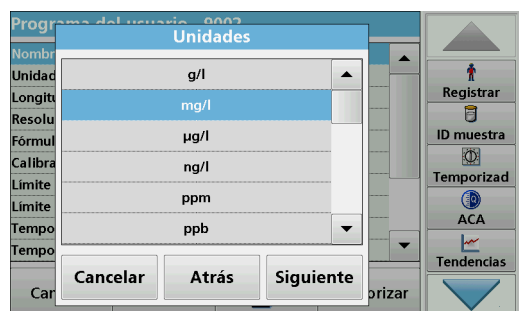 Programa del usuario 9002
Unidades
Nombr
Unidad
Longitu
Resolu
Fórmul
Calibra
Límite
Límite
Tempo
Tempo
g/l
mg/l
µg/l
ng/l
ppm
ppb
Cancelar
Atrás
Siguiente
Can
orizar
Registrar
ID muestra
Temporizad
ACA
Tendencias